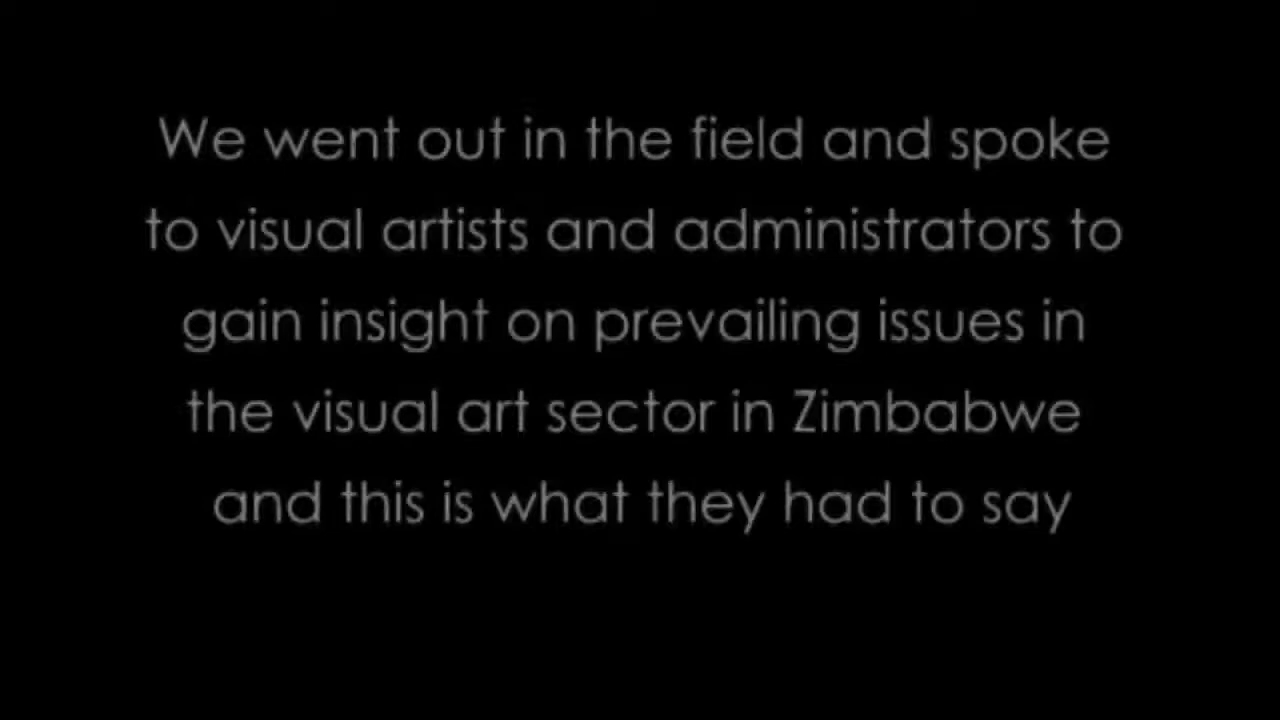 We went out in the field and spoke
to visual artists and administrators to
gain insight on prevailing issues in
the visual art sector in Zimbabwe
and this is what they had to say